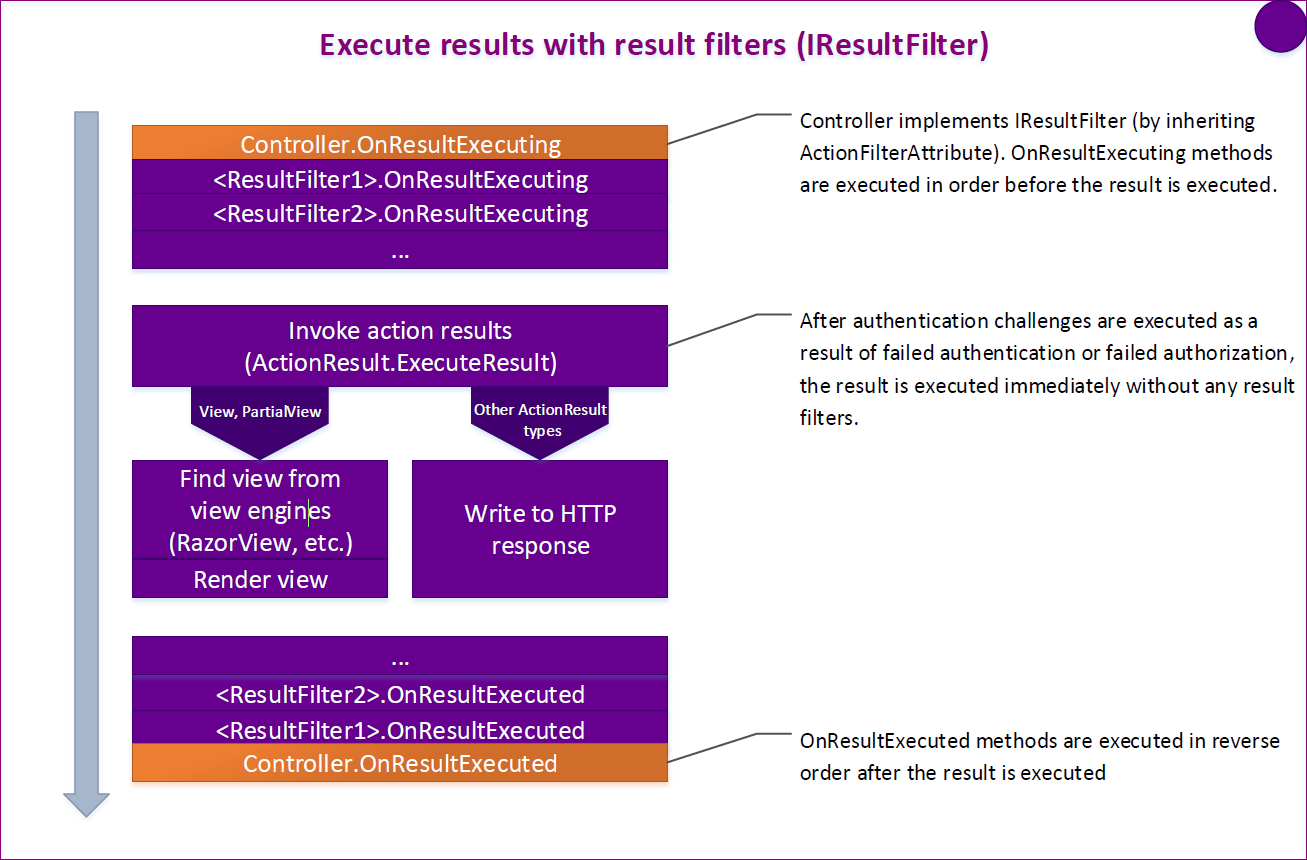 Execute results with result filters (IResultFilter)
Controller.OnResultExecuting
<ResultFilter1>.OnResultExecuting
<ResultFilter2>.OnResultExecuting
...
Controller implements IResultFilter (by inheriting
ActionFilterAttribute). OnResultExecuting methods
are executed in order before the result is executed.
Invoke action results
(ActionResult.ExecuteResult)
After authentication challenges are executed as a
result of failed authentication or failed authorization,
the result is executed immediately without any result
filters.
View, PartialView
Other ActionResult
types
Find view from
view engines
(RazorView, etc.)
Render view
Write to HTTP
response
...
<ResultFilter2>.OnResultExecuted
<ResultFilter1>.OnResultExecuted
Controller.OnResultExecuted
OnResultExecuted methods are executed in reverse
order after the result is executed